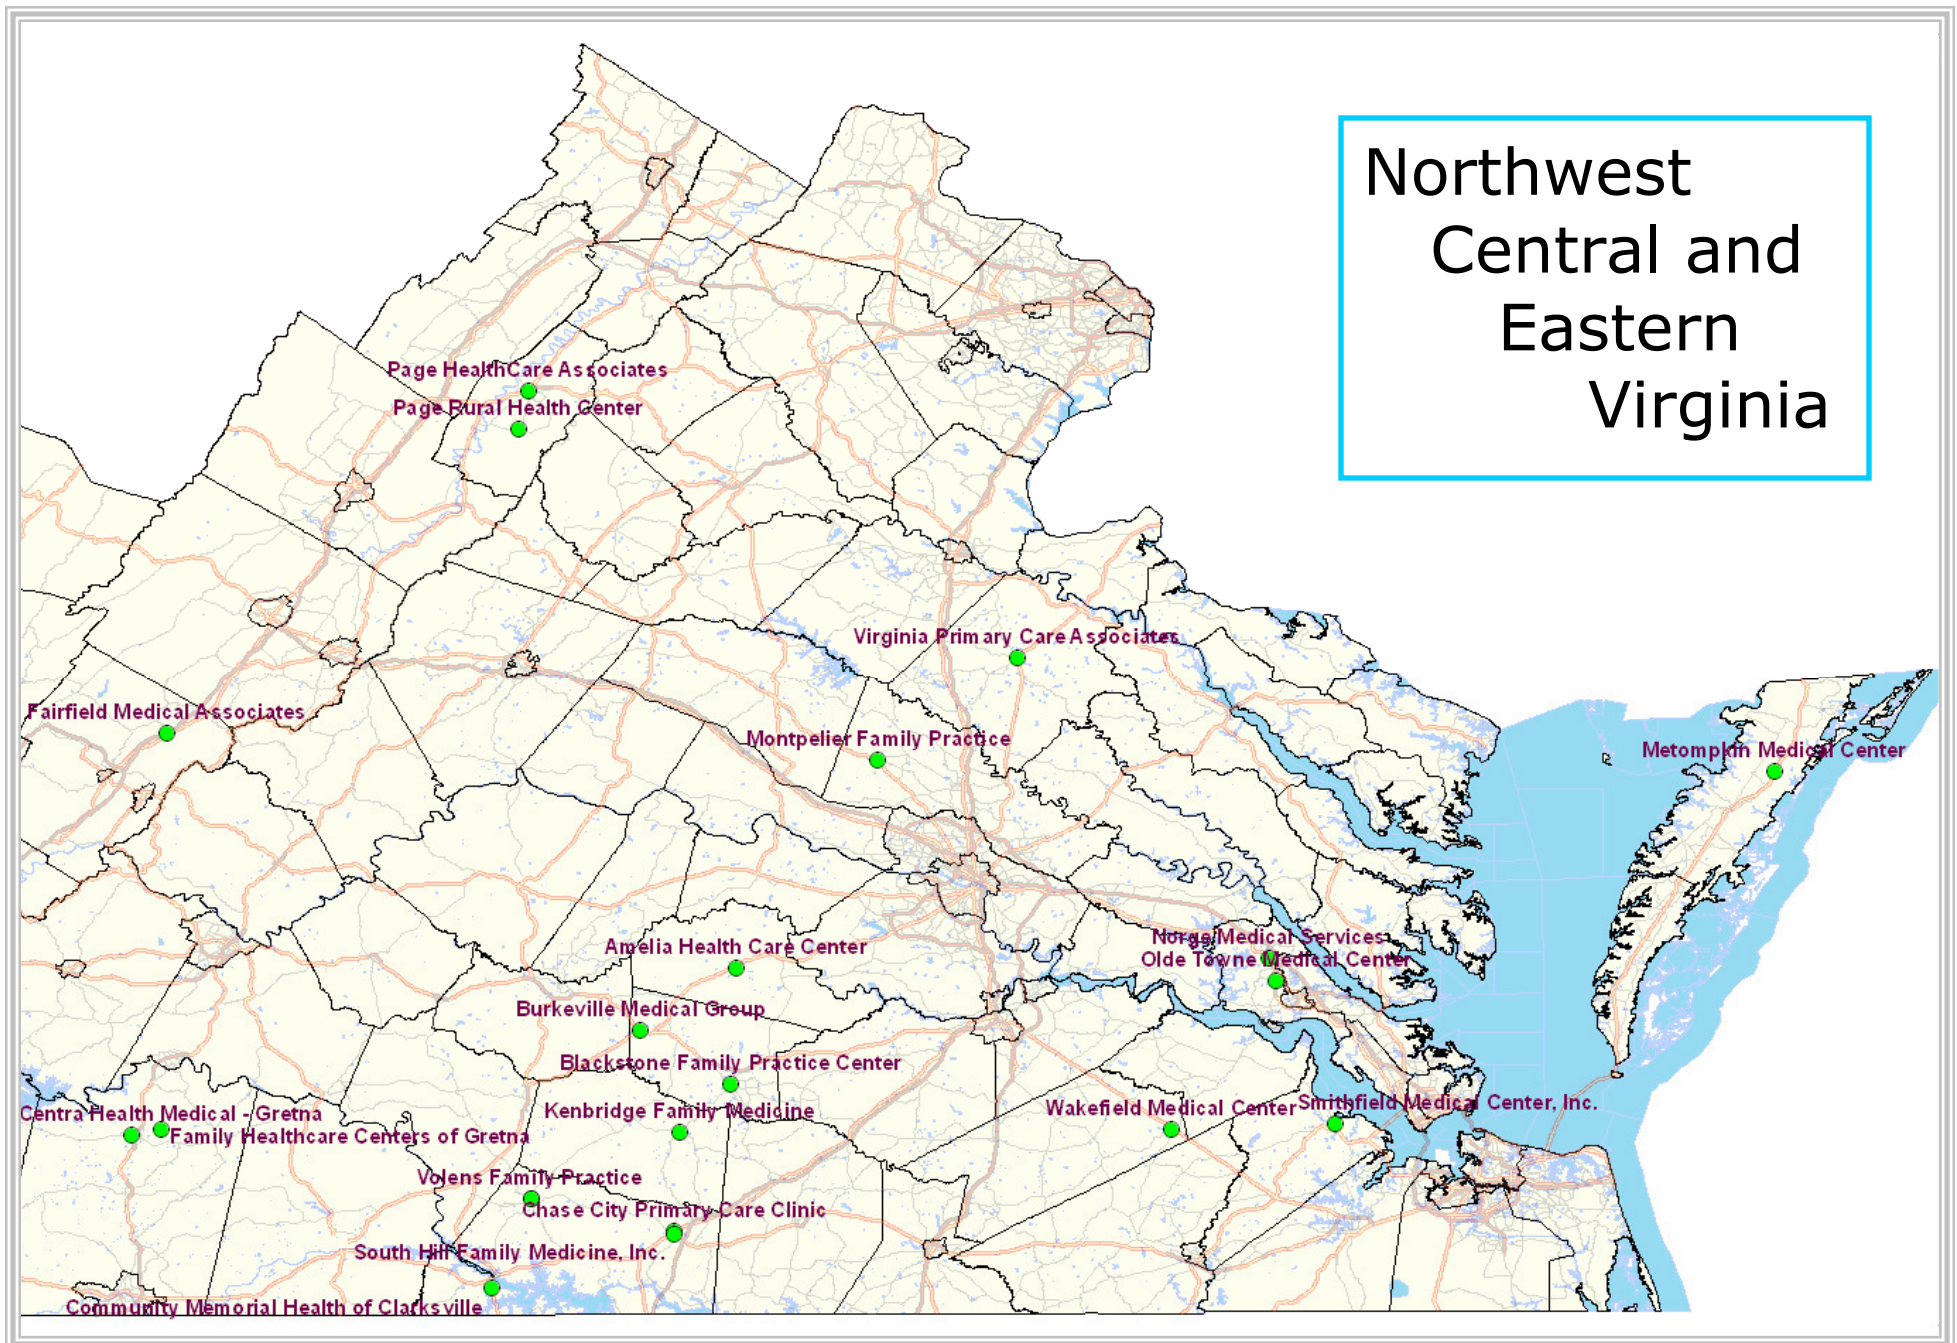 Northwest
Central and
Eastern
Virginia
Page HealthCare Associates
Page Rural Health Center
Virginia Primary Care Associates
Fairfield Medical Associates
Montpelier Family Practice
Metompkin Medical Center
Amelia Health Care Center
Norge Medical Services
Olde Towne Medical Center
Burkeville Medical Group
Blackstone Family Practice Center
Centra Health Medical - Gretna
Kenbridge Family Medicine
Wakefield Medical Center
Smithfield Medical Center, Inc.
Family Healthcare Centers of Gretna
Volens Family Practice
Chase City Primary Care Clinic
South Hill Family Medicine, Inc.
Community Memorial Health of Clarksville